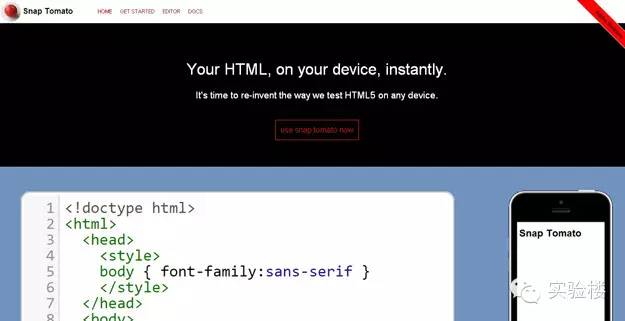 Snap Tomato
HOME GET STARTED EDITOR DOCS
Your HTML, on your device, instantly.
It's time to re-invent the way we test HTML5 on any device.
use snap tomato now
1 <!doctype html>
2 <html>
3 <head>
4 <style>
5 body { font-family:sans-serif }
6 </style>
7 </head>
8 <body>
Snap Tomato
实验楼